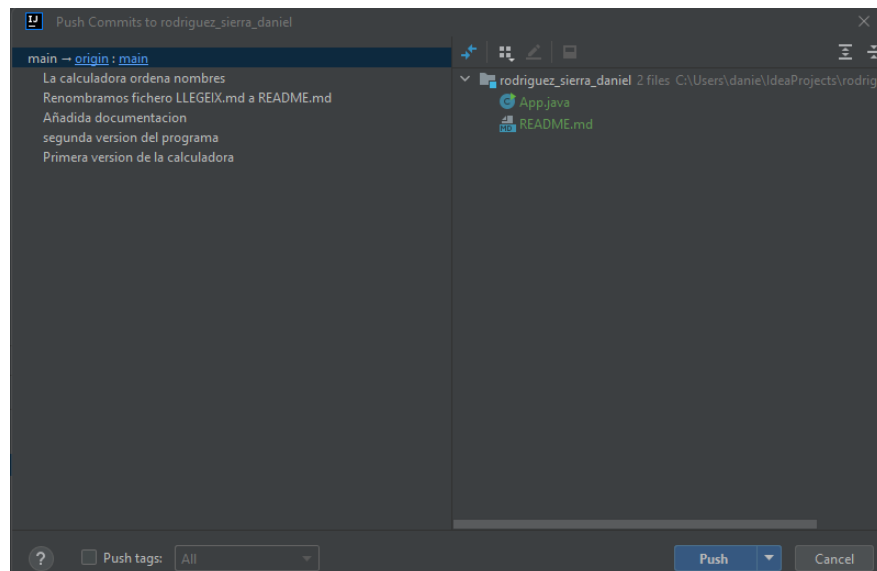 Push Commits to rodriguez_sierra_daniel
main → origin : main
La calculadora ordena nombres
Renombramos fichero LLEGEIX.md a README.md
Añadida documentacion
segunda version del programa
Primera version de la calculadora
rodriguez_sierra_daniel 2 files C:\Users\danie\IdeaProjects\rodrig
App.java
README.md
? Push tags: All
Push
Cancel